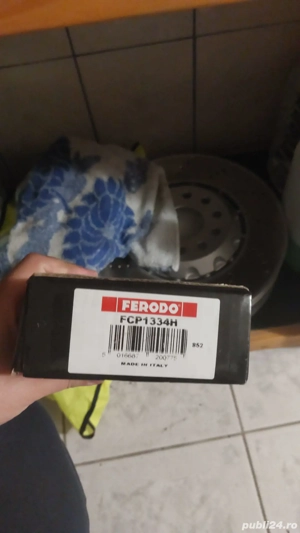 FERODO
FCP1334H
952
MADE IN ITALY
publi24.ro